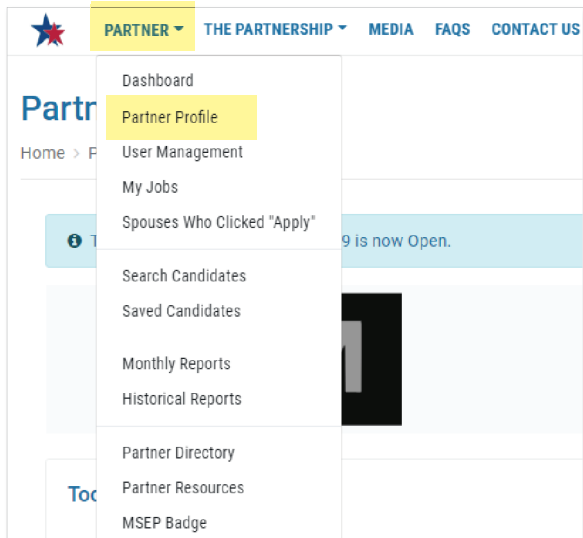 PARTNER THE PARTNERSHIP MEDIA FAQS CONTACT US
Dashboard
Partner Profile
Home >
User Management
My Jobs
Spouses Who Clicked "Apply"
9 is now Open.
Search Candidates
Saved Candidates
Monthly Reports
Historical Reports
Partner Directory
Partner Resources
MSEP Badge